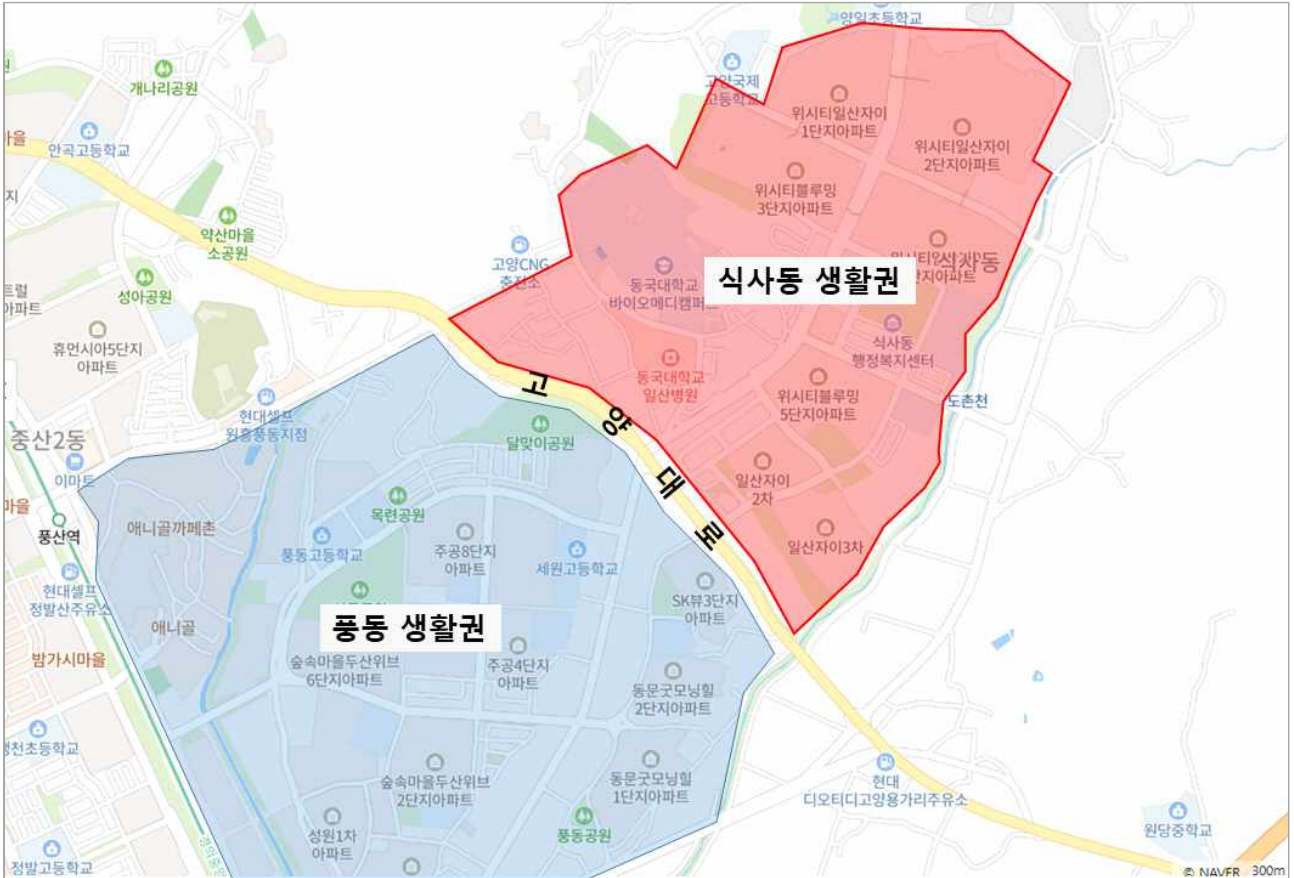 양일초등학교
개나리공원
고양국제
고등학교
마을
안곡고등학교
위시티일산자이
1단지아파트
위시티일산자이
2단지아파트
위시티블루밍
3단지아파트
약산마을
소공원
고양CNG
충전소
식사동
동국대학교
식사동 생활권
성아공원
아파트
휴먼시아5단지
아파트
식사동
행정복지센터
동국대학교
일산병원
위시티블루밍
5단지아파트
도촌천
고
양
대
로
현대셀프
원흥풍동지점
달맞이공원
중산2동
이마트
일산자이
2차
마을
풍산역
애니골까페촌
목련공원
풍동고등학교
주공8단지
아파트
세원고등학교
일산자이3차
현대셀프
정발산주유소
SK뷰3단지
아파트
풍동 생활권
애니골
밤가시마을
숲속마을두산위브
6단지아파트
주공4단지
아파트
동문굿모닝힐
2단지아파트
숲속마을두산위브
2단지아파트
동문굿모닝힐
1단지아파트
현대
디오티디고양용가리주유소
성원1차
아파트
풍동공원
원당중학교
정발고등학교
© NAVER 300m